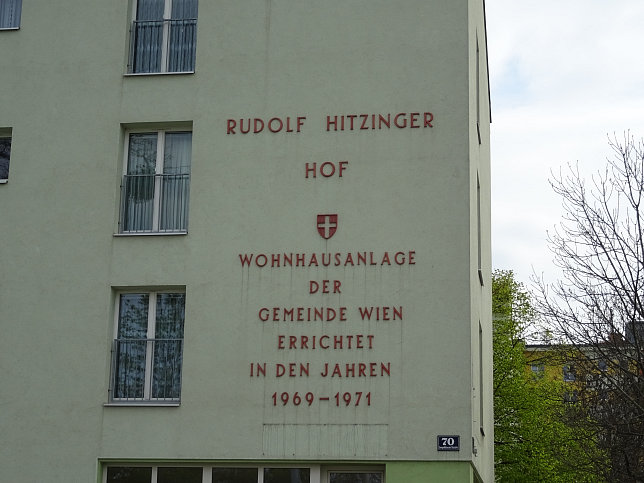 RUDOLF HITZINGER
HOF
WOHNHAUSANLAGE
DER
GEMEINDE WIEN
ERRICHTET
IN DEN JAHREN
1969–1971
70